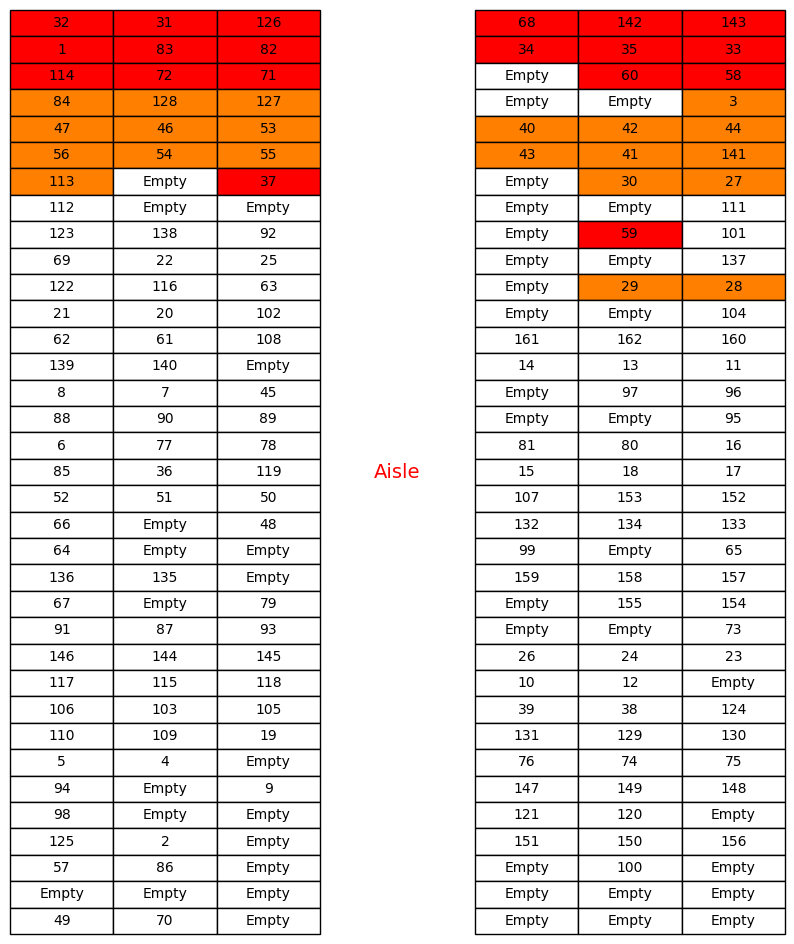 32 31 126 68 142 143
1 83 82 34 35 33
114 72 71 Empty 60 58
84 128 127 Empty Empty 3
47 46 53 40 42 44
56 54 55 43 41 141
113 Empty 37 Empty 30 27
112 Empty Empty Empty Empty 111
123 138 92 Empty 59 101
69 22 25 Empty Empty 137
122 116 63 Empty 29 28
21 20 102 Empty Empty 104
62 61 108 161 162 160
139 140 Empty 14 13 11
8 7 45 Empty 97 96
88 90 89 Empty Empty 95
6 77 78 81 80 16
85 36 119 Aisle 15 18 17
52 51 50 107 153 152
66 Empty 48 132 134 133
64 Empty Empty 99 Empty 65
136 135 Empty 159 158 157
67 Empty 79 Empty 155 154
91 87 93 Empty Empty 73
146 144 145 26 24 23
117 115 118 10 12 Empty
106 103 105 39 38 124
110 109 19 131 129 130
5 4 Empty 76 74 75
94 Empty 9 147 149 148
98 Empty Empty 121 120 Empty
125 2 Empty 151 150 156
57 86 Empty Empty 100 Empty
Empty Empty Empty Empty Empty Empty
49 70 Empty Empty Empty Empty